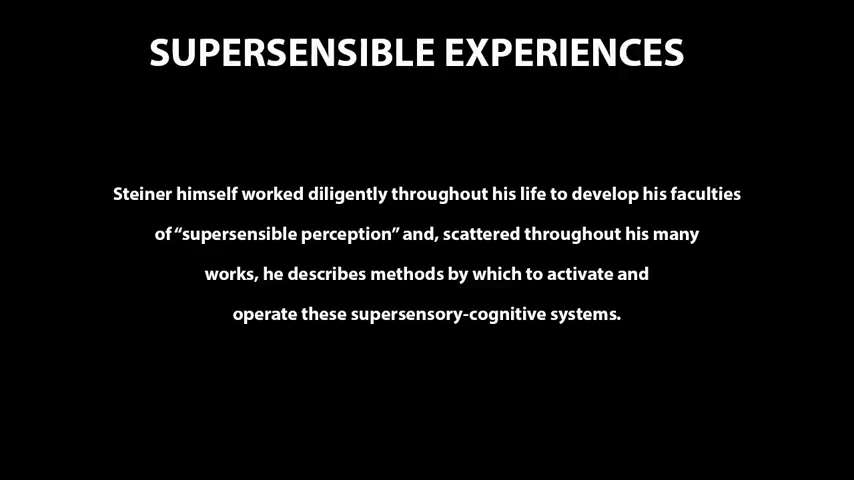 SUPERSENSIBLE EXPERIENCES
Steiner himself worked diligently throughout his life to develop his faculties
of “supersensible perception” and, scattered throughout his many
works, he describes methods by which to activate and
operate these supersensory-cognitive systems.